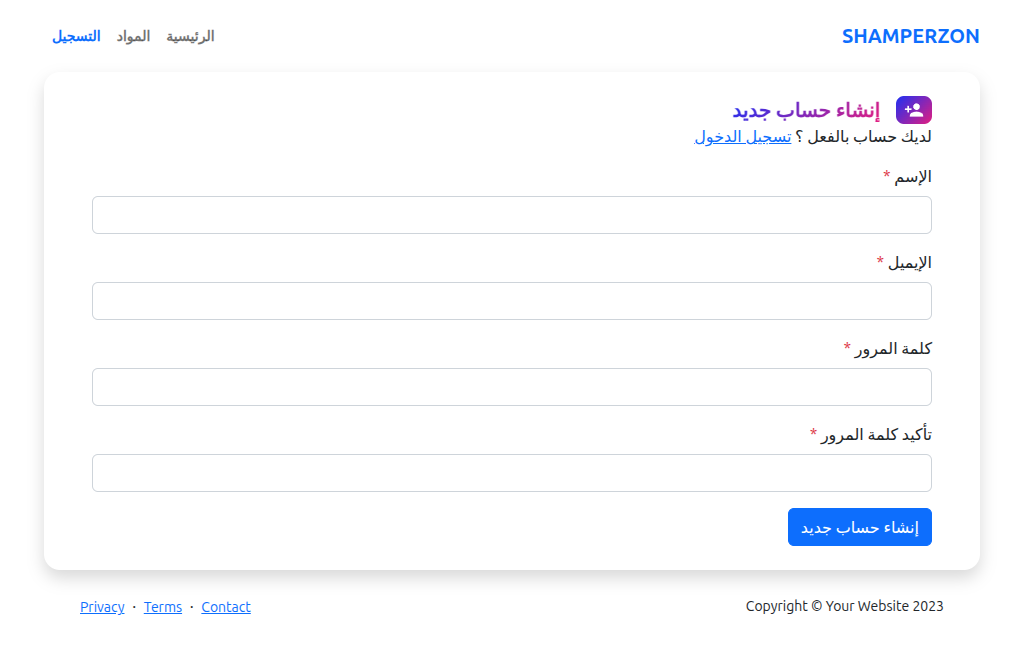 SHAMPERZON
الرئيسية المواد التسجيل
إنشاء حساب جديد
لديك حساب بالفعل ؟ تسجيل الدخول
الإسم *
الإيميل *
كلمة المرور *
تأكيد كلمة المرور *
إنشاء حساب جديد
Copyright © Your Website 2023
Privacy · Terms · Contact